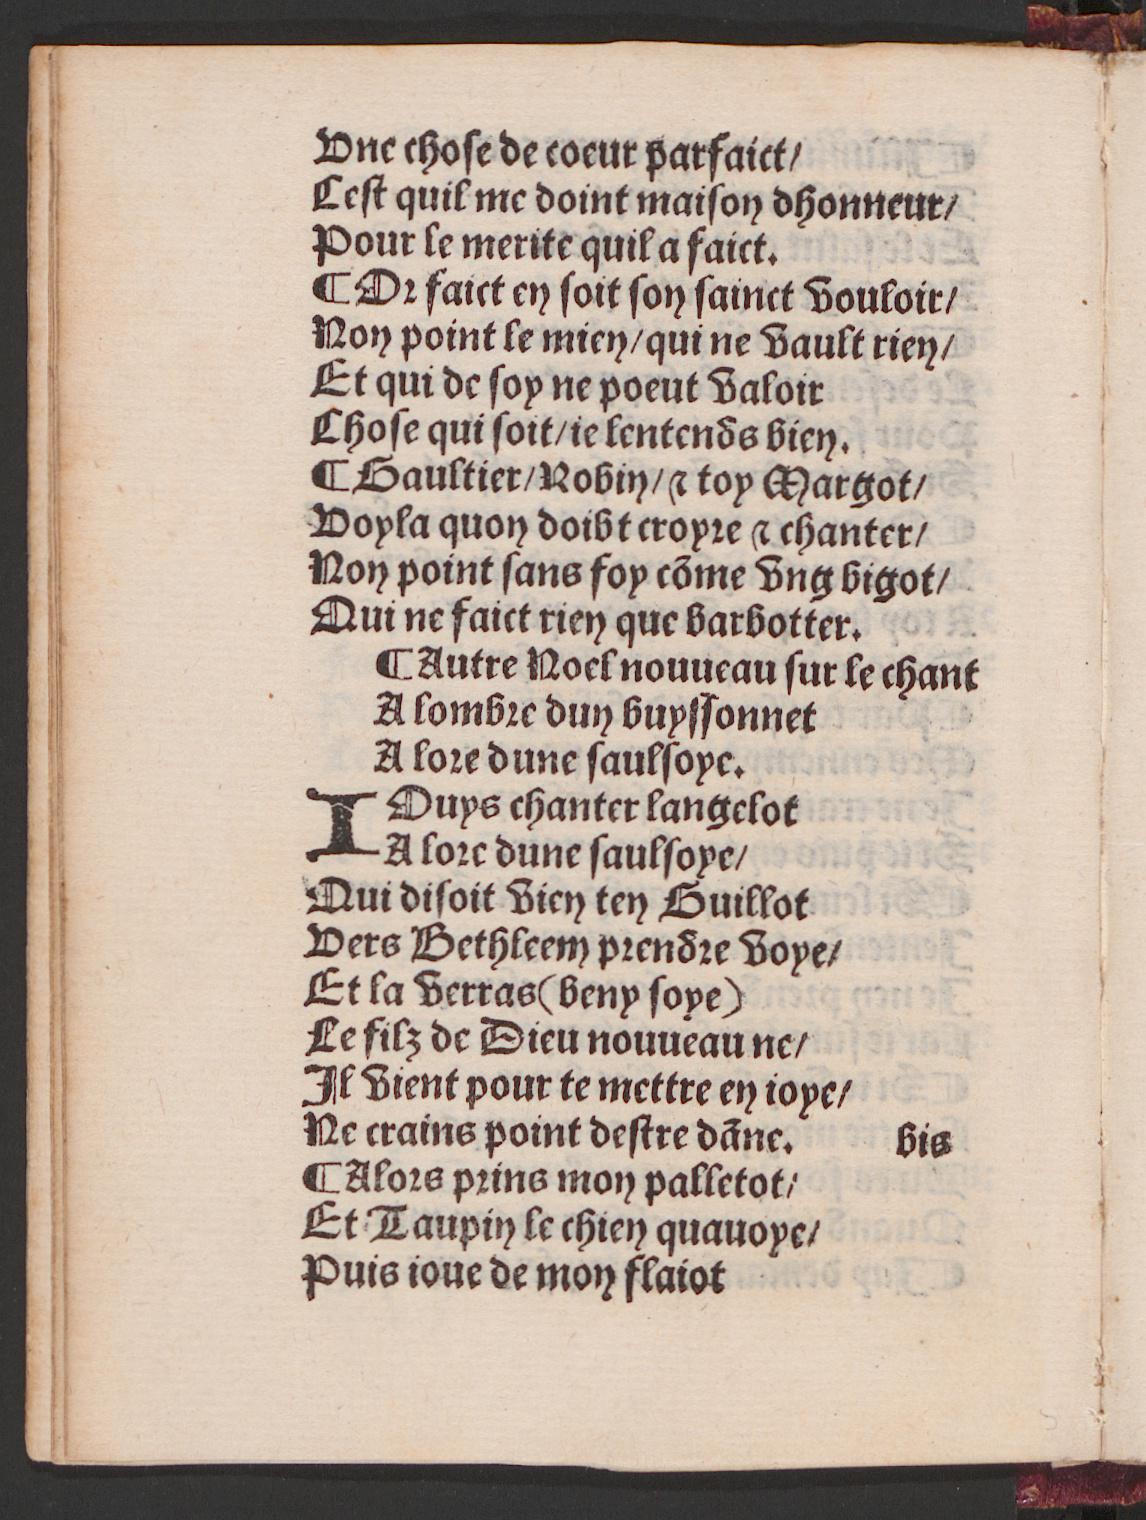 Vne chose de coeur parfaict/
Cest quil me doint maison dhonneur/
Pour le merite quil a faict.
¶Or faict en soit son sainct vouloir/
Non point le mien/qui ne vault rien/
Et qui de soy ne poeut valoir
Chose qui soit/ie lentends bien.
¶Gaultier/Robin/⁊ toy Margot/
Voyla quon doibt croyre ⁊ chanter/
Non point sans foy cōme vng bigot/
Qui ne faict rien que barbotter.
¶Autre Noel nouueau sur le chant
A lombre dun buyssonnet
A lore dune saulsoye.
IOuys chanter langelot
A lore dune saulsoye/
Qui disoit vien ten Guillot
Vers Bethleem prendre voye/
Et la verras(beny soye)
Le filz de Dieu nouueau ne/
Il vient pour te mettre en ioye/
Ne crains point destre dāne. bis
¶Alors prins mon palletot/
Et Taupin le chien quauoye/
Puis ioue de mon flaiot